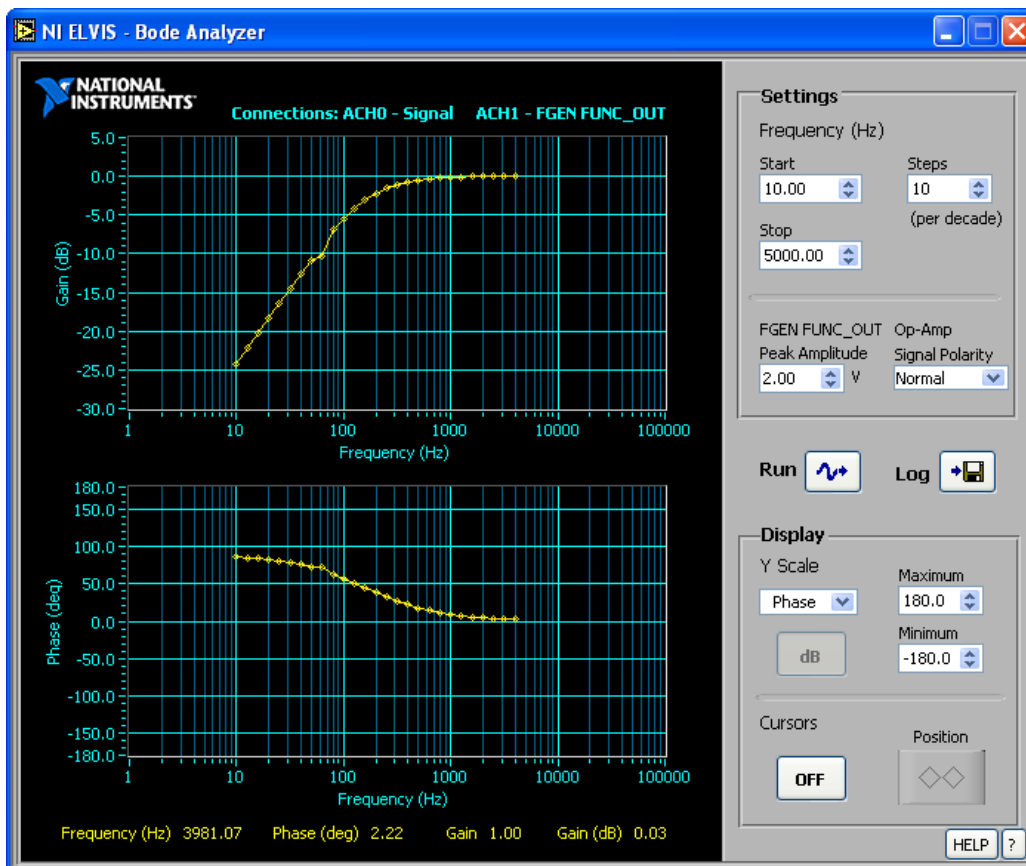 NI ELVIS - Bode Analyzer
NATIONAL
INSTRUMENTS™
Connections: ACH0 - Signal ACH1 - FGEN FUNC_OUT
5.0
0.0
-5.0
-10.0
-15.0
-20.0
-25.0
-30.0
Gain (dB)
1 10 100 1000 10000 100000
Frequency (Hz)
180.0
150.0
100.0
50.0
0.0
-50.0
-100.0
-150.0
-180.0
Phase (deg)
1 10 100 1000 10000 100000
Frequency (Hz)
Frequency (Hz) 3981.07 Phase (deg) 2.22 Gain 1.00 Gain (dB) 0.03
Settings
Frequency (Hz)
Start Steps
10.00 10
(per decade)
Stop
5000.00
FGEN FUNC_OUT Op-Amp
Peak Amplitude Signal Polarity
2.00 V Normal
Run Log
Display
Y Scale Maximum
Phase 180.0
Minimum
dB -180.0
Cursors Position
OFF
HELP ?